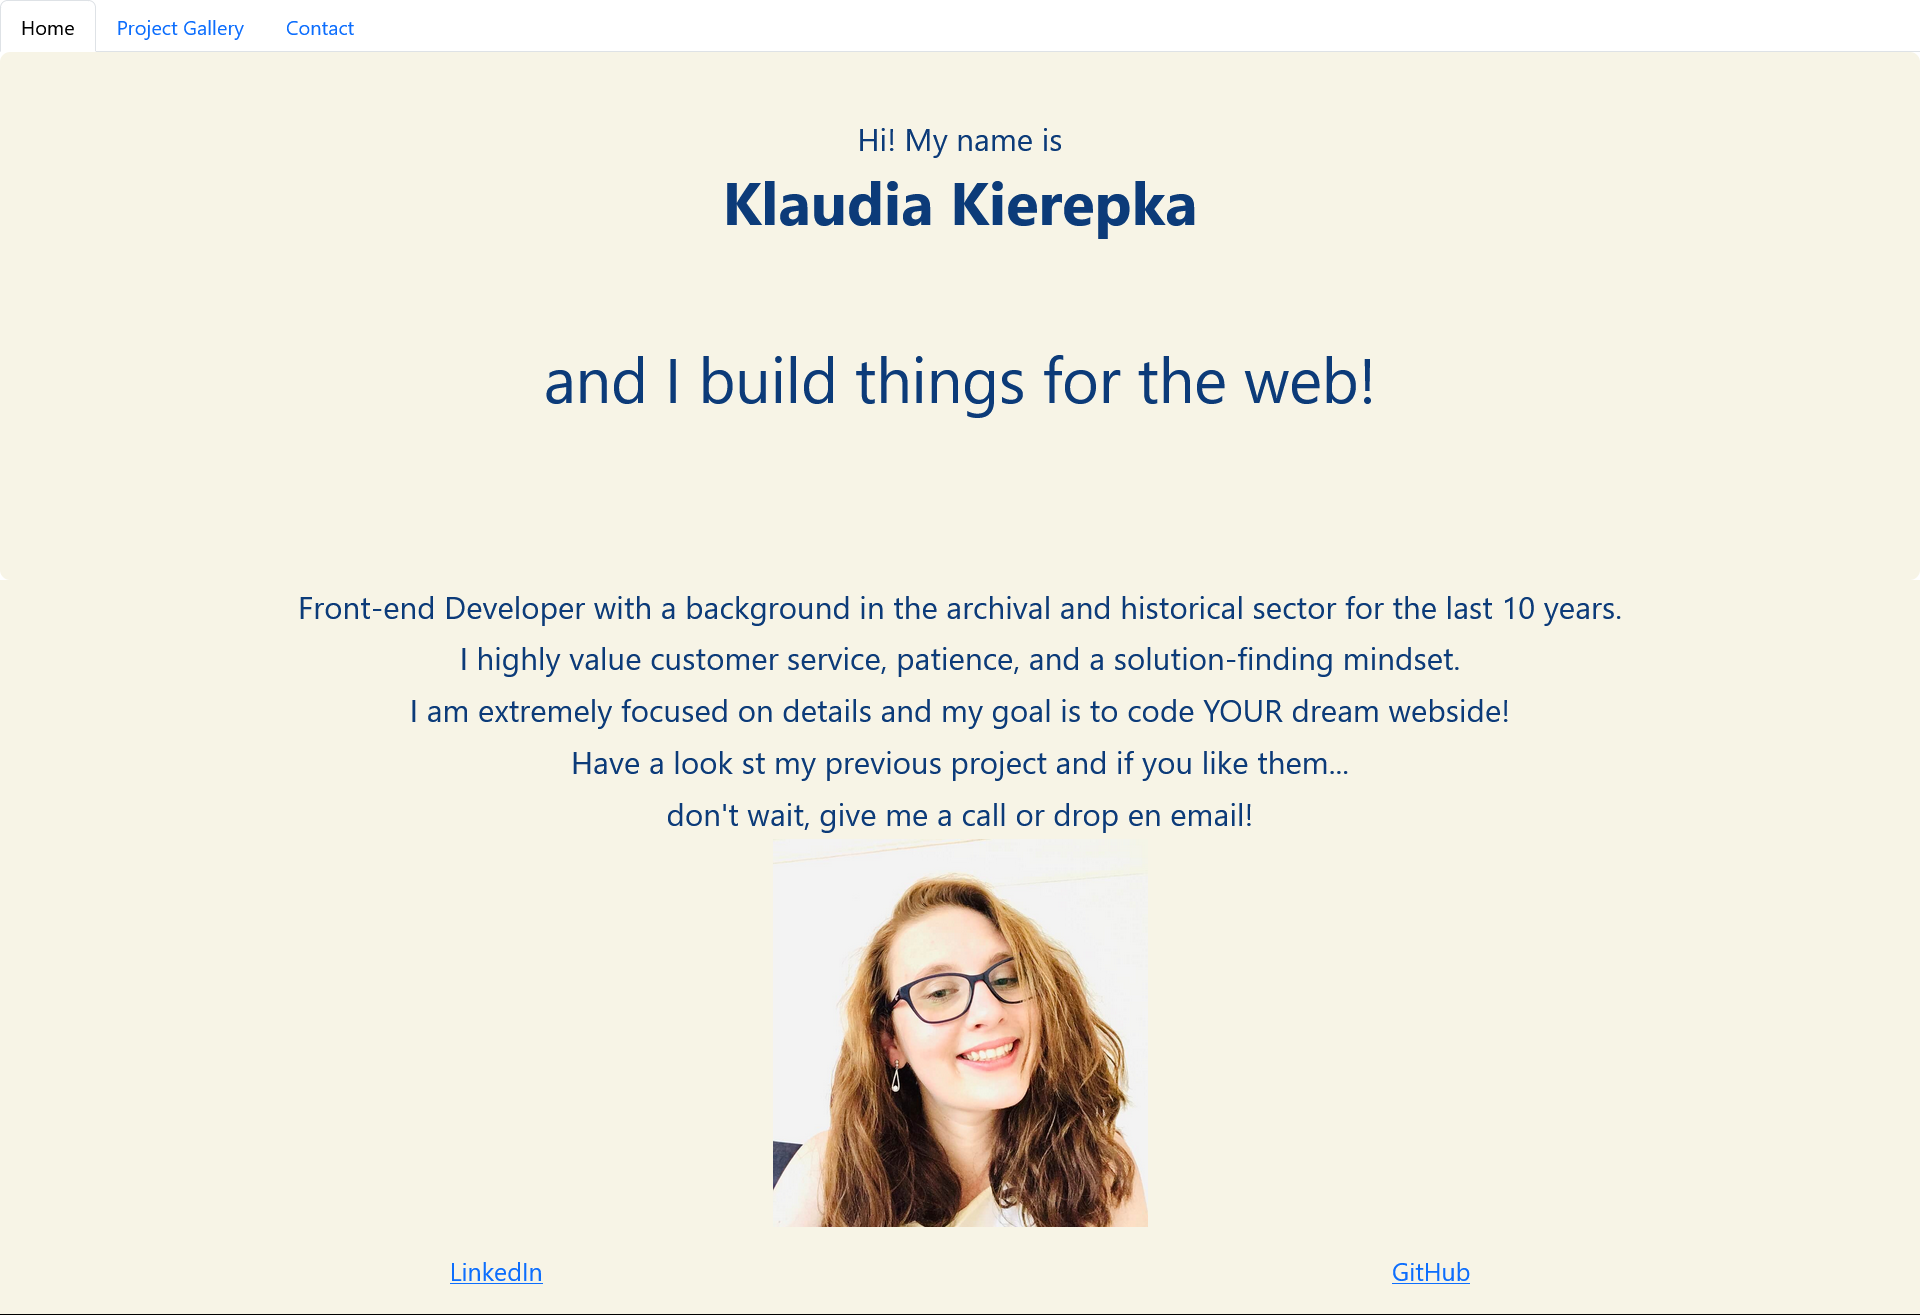 Home Project Gallery Contact
Hi! My name is
Klaudia Kierepka
and I build things for the web!
Front-end Developer with a background in the archival and historical sector for the last 10 years.
I highly value customer service, patience, and a solution-finding mindset.
I am extremely focused on details and my goal is to code YOUR dream webside!
Have a look st my previous project and if you like them...
don't wait, give me a call or drop en email!
LinkedIn GitHub